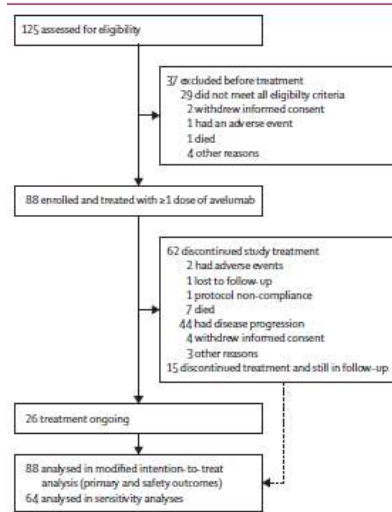 125 assessed for eligibility
37 excluded before treatment
29 did not meet all eligibilty criteria
2 withdrew informed consent
1 had an adverse event
1 died
4 other reasons
88 enrolled and treated with ≥1 dose of avelumab
62 discontinued study treatment
2 had adverse events
1 lost to follow-up
1 protocol non-compliance
7 died
44 had disease progression
4 withdrew informed consent
3 other reasons
15 discontinued treatment and still in follow-up
26 treatment ongoing
88 analysed in modified intention-to-treat
analysis (primary and safety outcomes)
64 analysed in sensitivity analyses